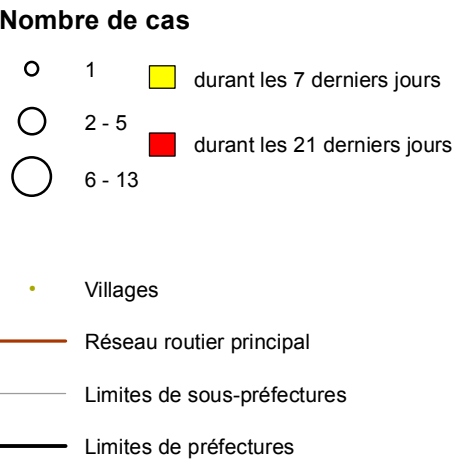 Nombre de cas
1
durant les 7 derniers jours
2 - 5
durant les 21 derniers jours
6 - 13
Villages
Réseau routier principal
Limites de sous-préfectures
Limites de préfectures